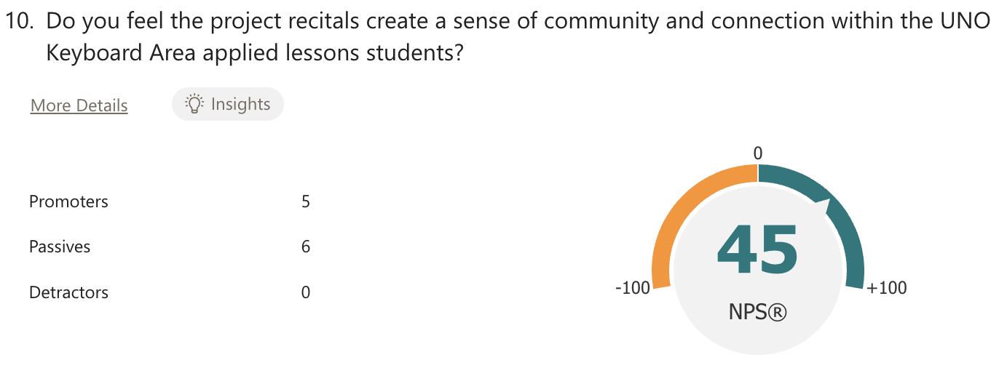 10. Do you feel the project recitals create a sense of community and connection within the UNO
Keyboard Area applied lessons students?
More Details
Insights
Promoters 5
Passives 6
Detractors 0
0
45
-100
+100
NPS®